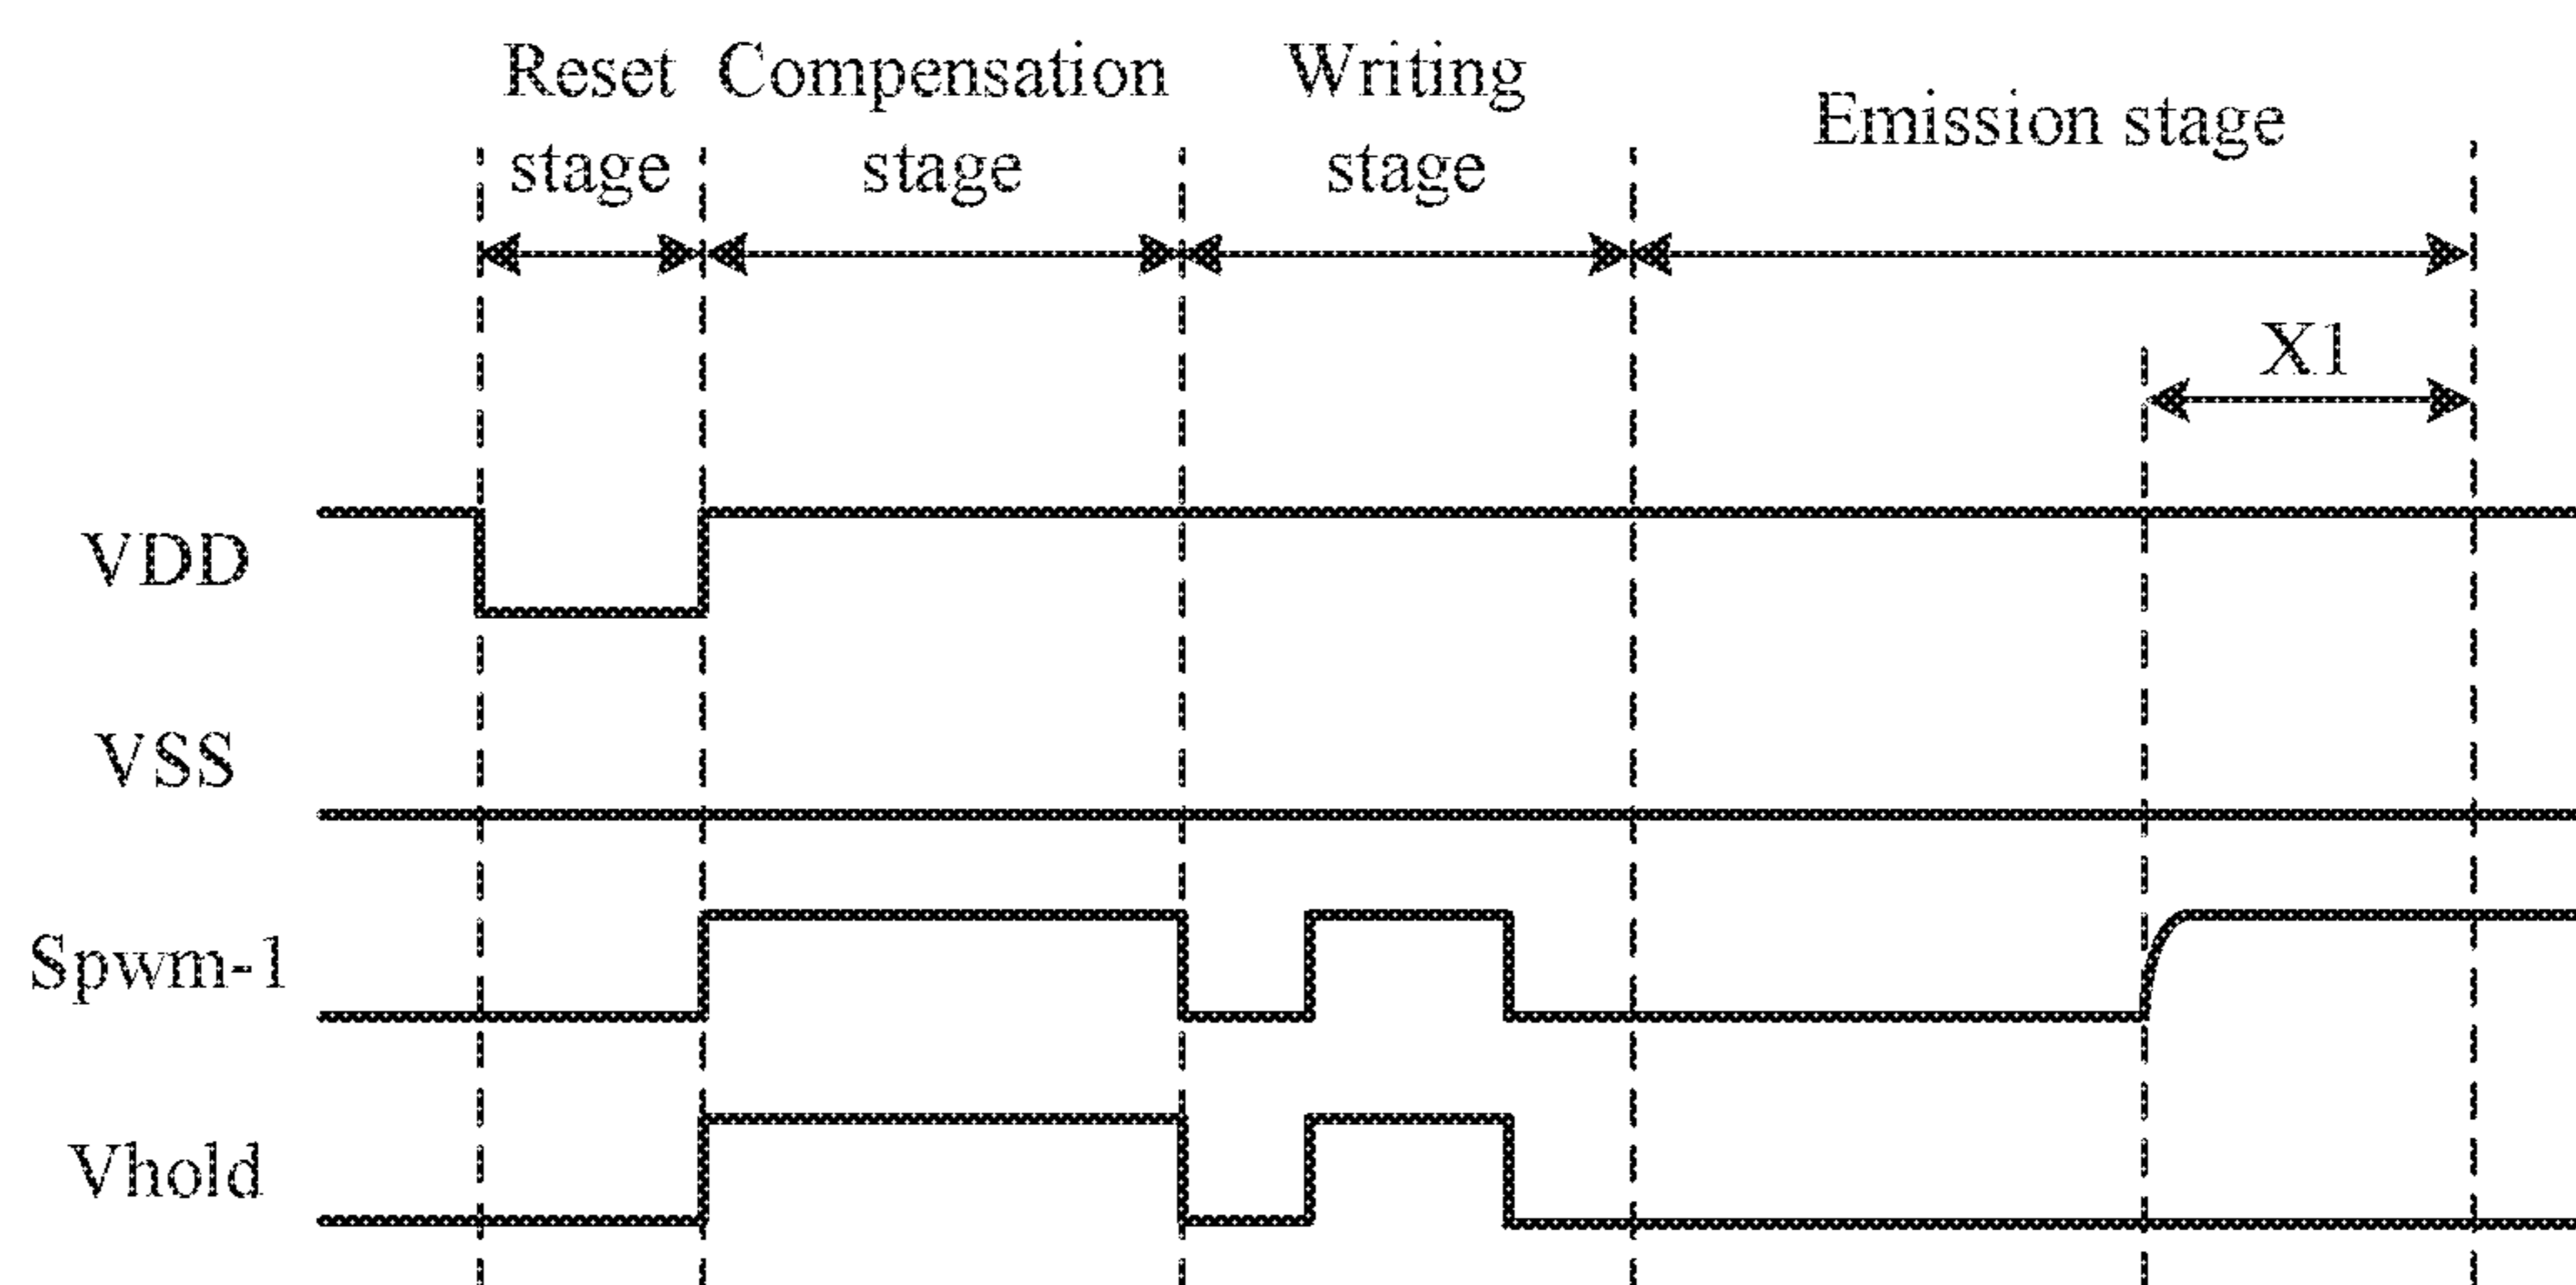 Reset
stage
Compensation
stage
Writing
stage
Emission stage
X1
VDD
VSS
Spwm-1
Vhold